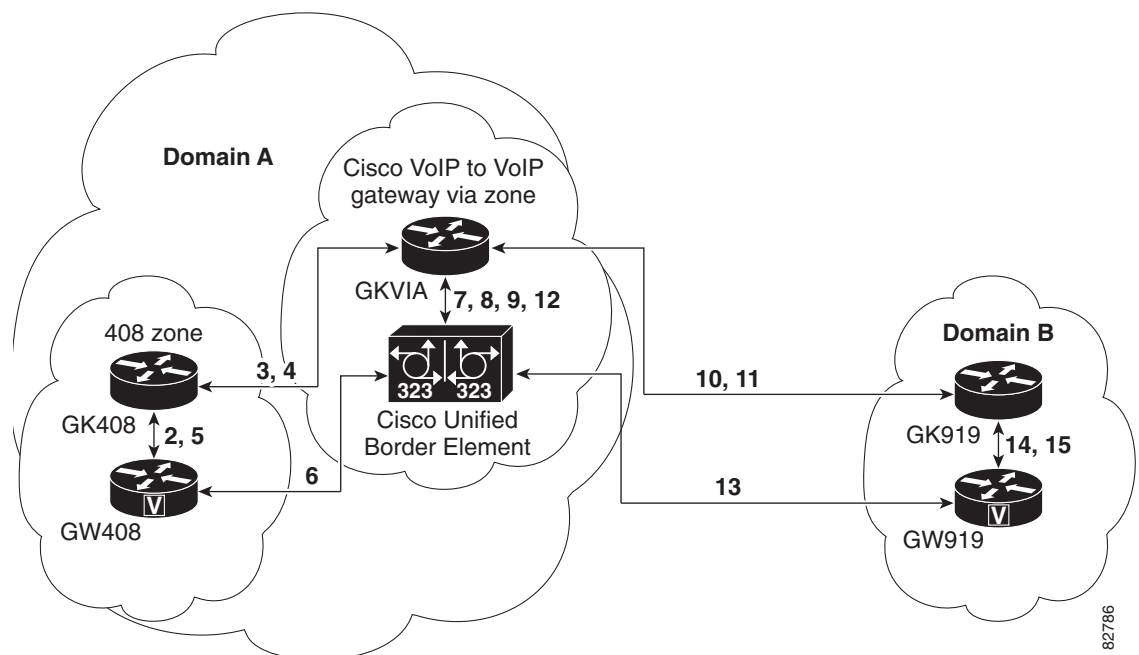 Domain A
Cisco VoIP to VoIP
gateway via zone
GKVIA
7, 8, 9, 12
408 zone
3, 4
GK408
2, 5
GW408
V
6
323 323
Cisco Unified
Border Element
10, 11
13
Domain B
GK919
14, 15
V
GW919
82786